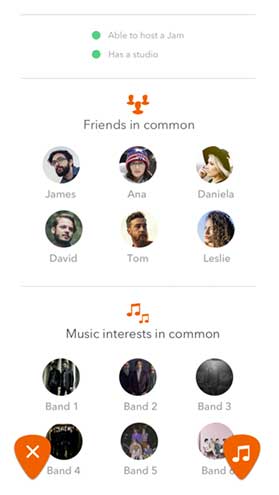 Able to host a Jam
Has a studio
Friends in common
James Ana Daniela
David Tom Leslie
Music interests in common
Band 1 Band 2 Band 3
Band 4 Band 5 Band 6